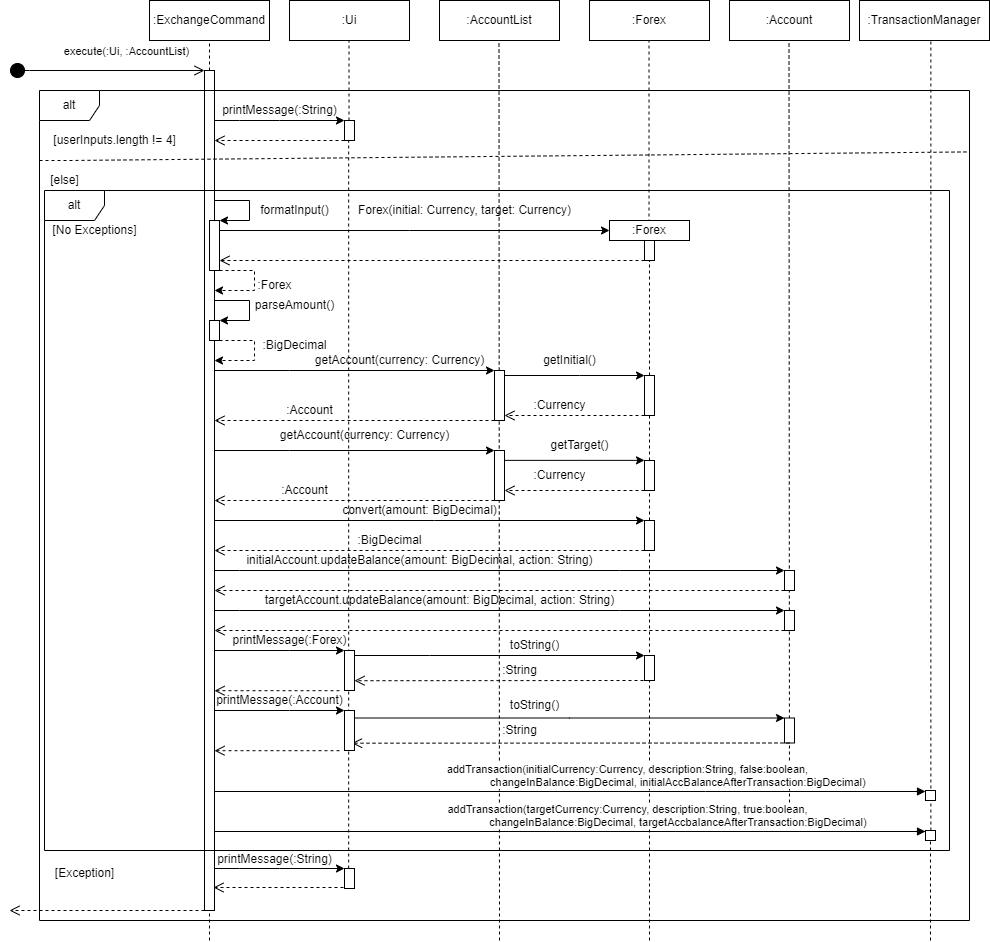 :ExchangeCommand
:Ui
:AccountList
:Forex
:Account
:TransactionManager
execute(:Ui, :AccountList)
alt
printMessage(:String)
[userInputs.length != 4]
[else]
alt
formatInput()
Forex(initial: Currency, target: Currency)
[No Exceptions]
:Forex
:Forex
parseAmount()
:BigDecimal
getAccount(currency: Currency)
getInitial()
:Currency
:Account
getAccount(currency: Currency)
getTarget()
:Currency
:Account
convert(amount: BigDecimal)
:BigDecimal
initialAccount.updateBalance(amount: BigDecimal, action: String)
targetAccount.updateBalance(amount: BigDecimal, action: String)
printMessage(:Forex)
toString()
:String
printMessage(:Account)
toString()
:String
addTransaction(initialCurrency:Currency, description:String, false:boolean,
changeInBalance:BigDecimal, initialAccBalanceAfterTransaction:BigDecimal)
addTransaction(targetCurrency:Currency, description:String, true:boolean,
changeInBalance:BigDecimal, targetAccbalanceAfterTransaction:BigDecimal)
printMessage(:String)
[Exception]